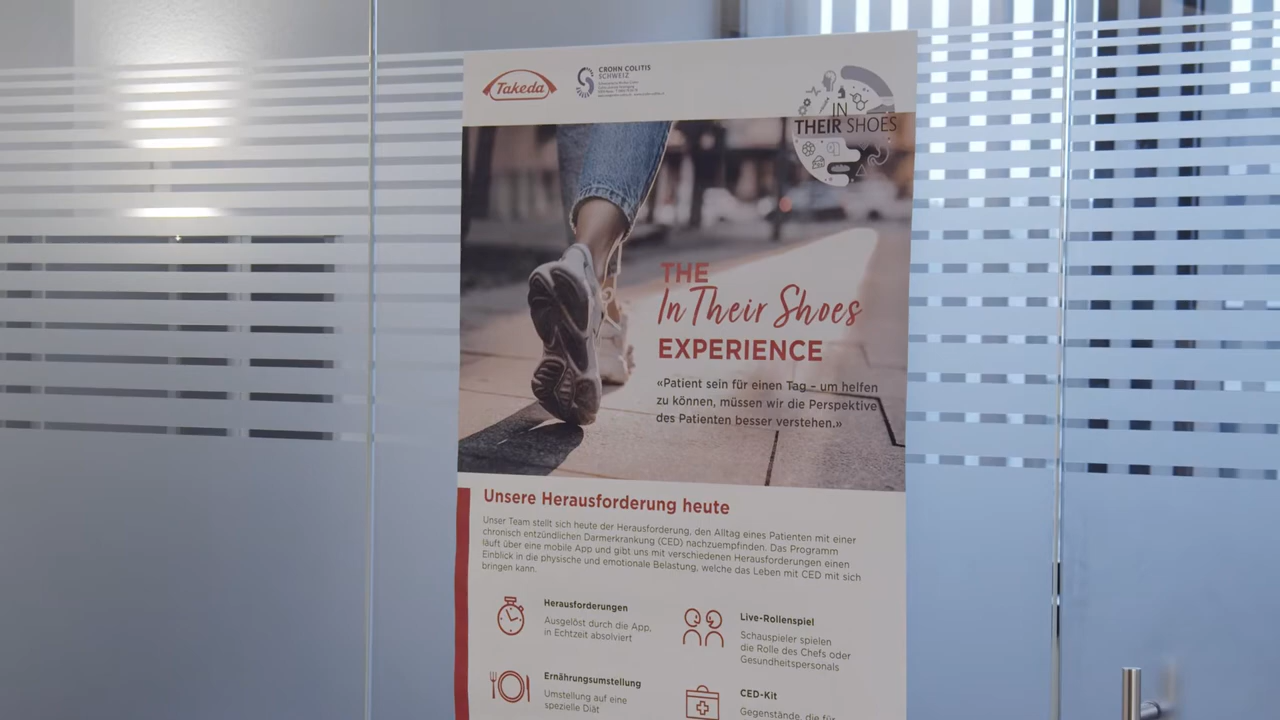 Takeda
CROHN COLITIS
SCHWEIZ
IN
THEIR SHOES
THE
In Their Shoes
EXPERIENCE
«Patient sein für einen Tag – um helfen
zu können, müssen wir die Perspektive
des Patienten besser verstehen.»
Unsere Herausforderung heute
Unser Team stellt sich heute der Herausforderung, den Alltag eines Patienten mit einer
chronisch entzündlichen Darmerkrankung (CED) nachzuempfinden. Das Programm
läuft über eine mobile App und gibt uns mit verschiedenen Herausforderungen einen
Einblick in die physische und emotionale Belastung, welche das Leben mit CED mit sich
bringen kann.
Herausforderungen
Ausgelöst durch die App,
in Echtzeit absolviert
Live-Rollenspiel
Schauspieler spielen
die Rolle des Chefs oder
Gesundheitspersonals
Ernährungsumstellung
Umstellung auf eine
spezielle Diät
CED-Kit
Gegenstände, die für